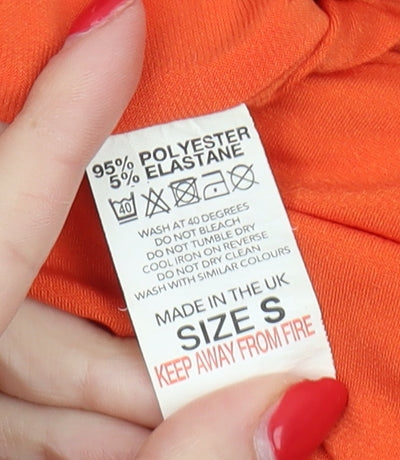 95% POLYESTER
5% ELASTANE
40
WASH AT 40 DEGREES
DO NOT BLEACH
DO NOT TUMBLE DRY
COOL IRON ON REVERSE
DO NOT DRY CLEAN
WASH WITH SIMILAR COLOURS
MADE IN THE UK
SIZE S
KEEP AWAY FROM FIRE